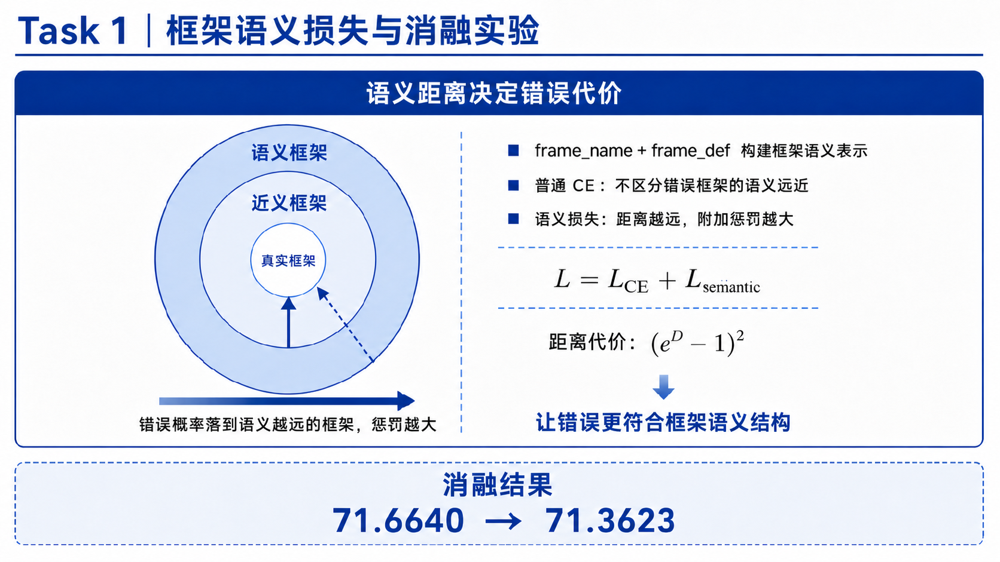 Task 1｜框架语义损失与消融实验
语义距离决定错误代价
语义框架
近义框架
真实框架
错误概率落到语义越远的框架，惩罚越大
frame_name + frame_def 构建框架语义表示
普通 CE：不区分错误框架的语义远近
语义损失：距离越远，附加惩罚越大
L = L_CE + L_semantic
距离代价：(e^D − 1)^2
让错误更符合框架语义结构
消融结果
71.6640 → 71.3623